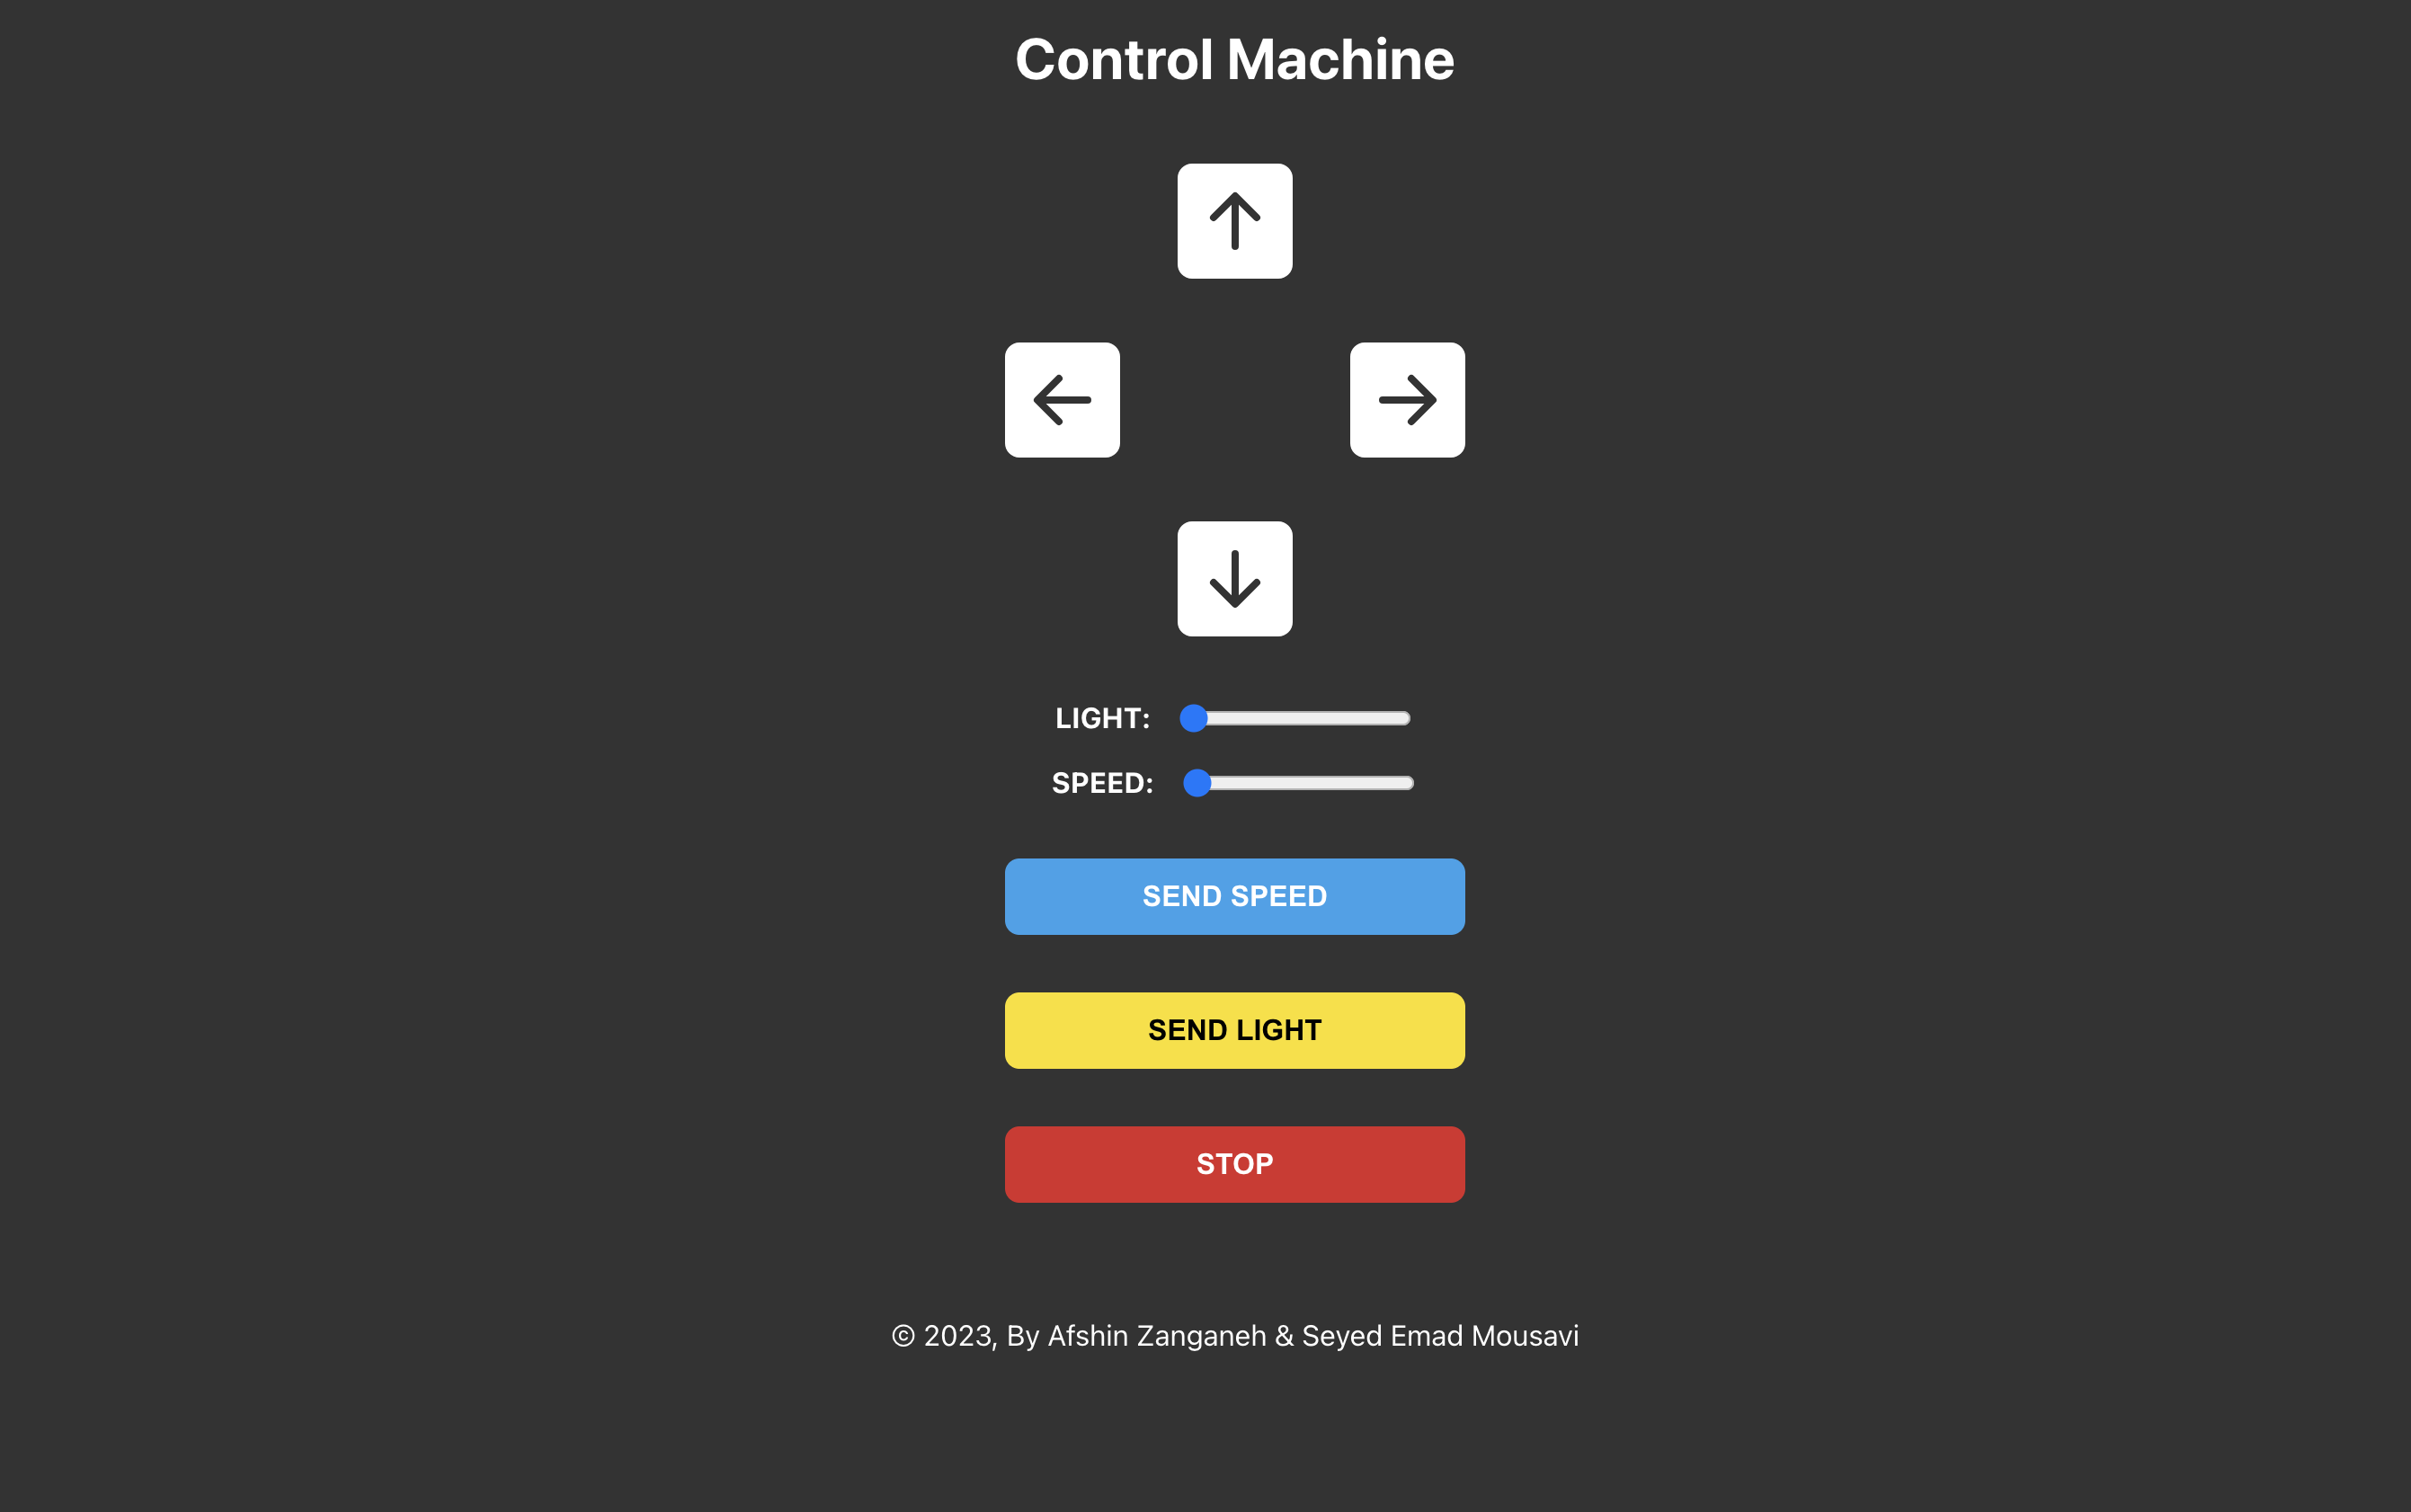 Control Machine
LIGHT:
SPEED:
SEND SPEED
SEND LIGHT
STOP
© 2023, By Afshin Zanganeh & Seyed Emad Mousavi